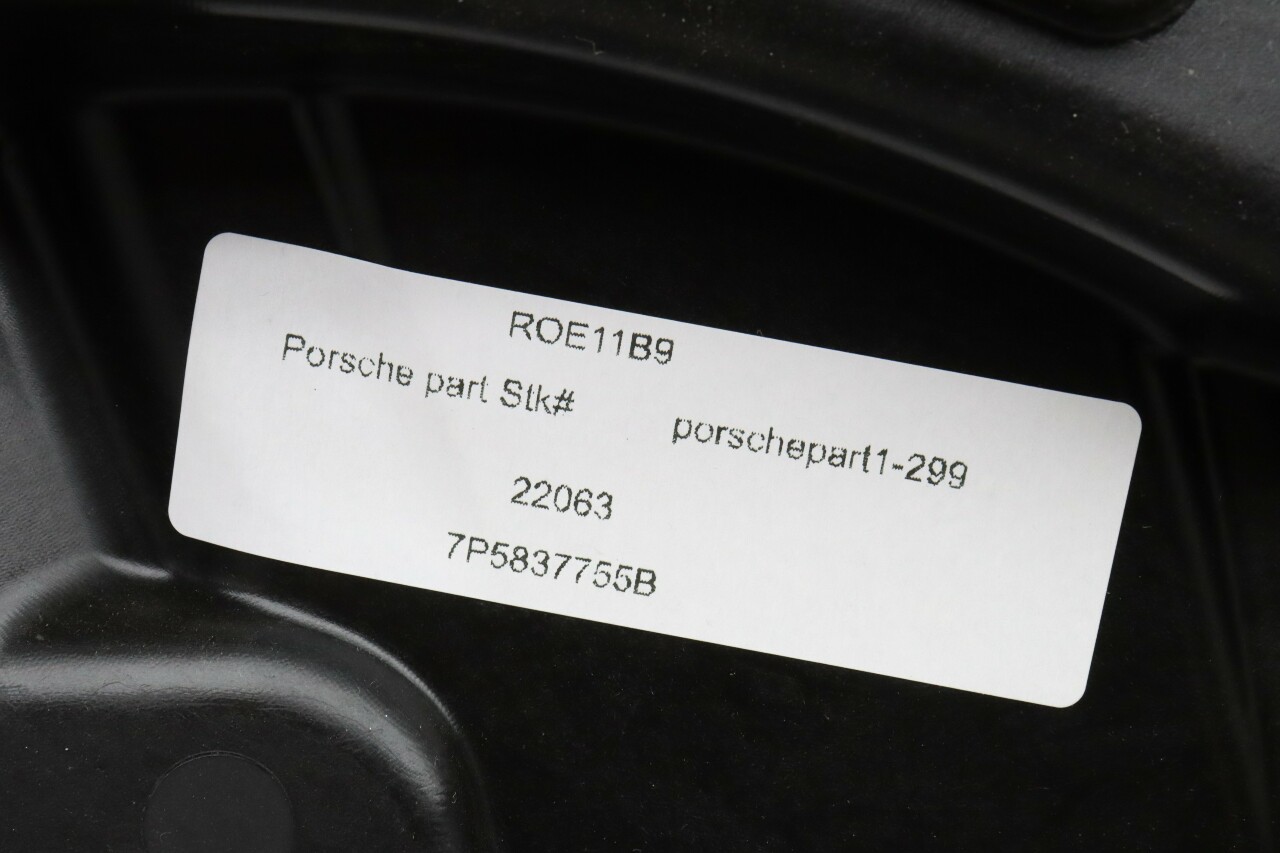 ROE11B9
Porsche part Stk# porschepart1-299
22063
7P5837755B